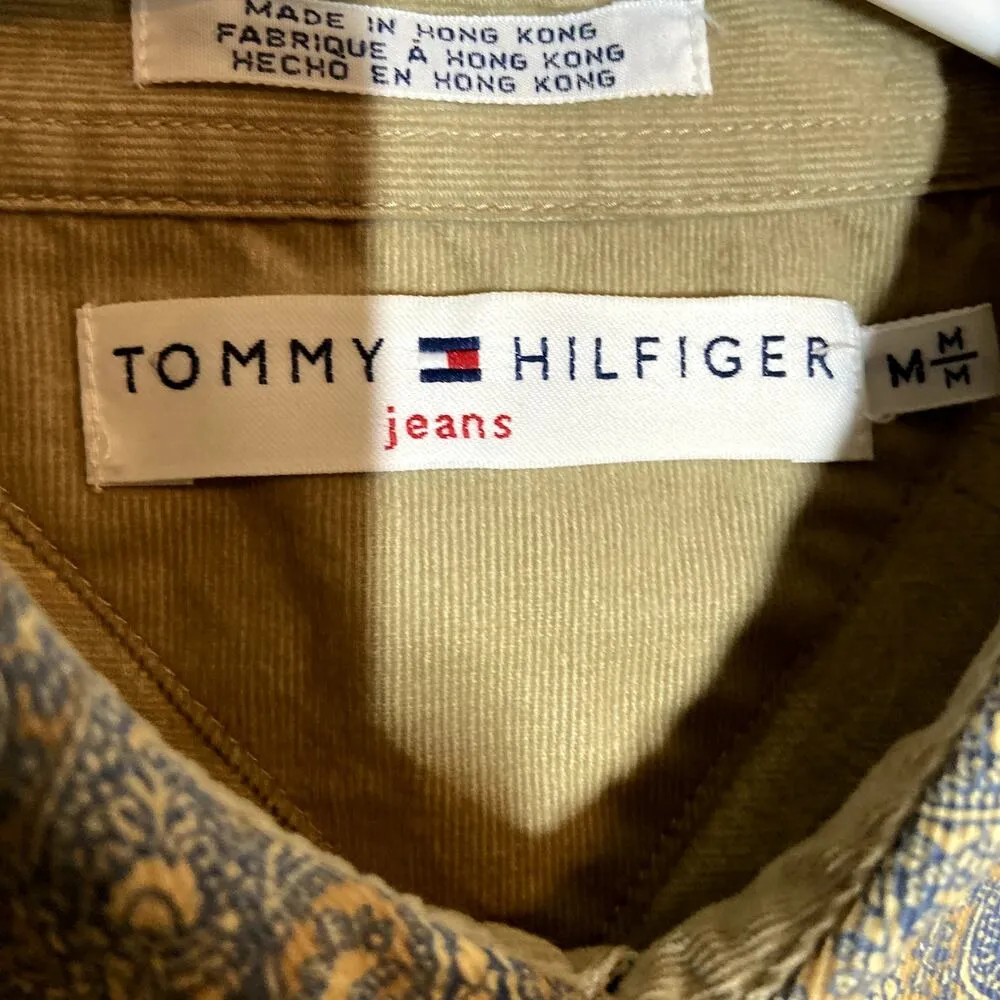 MADE IN HONG KONG
FABRIQUE À HONG KONG
HECHO EN HONG KONG
TOMMY HILFIGER
jeans
M M/M